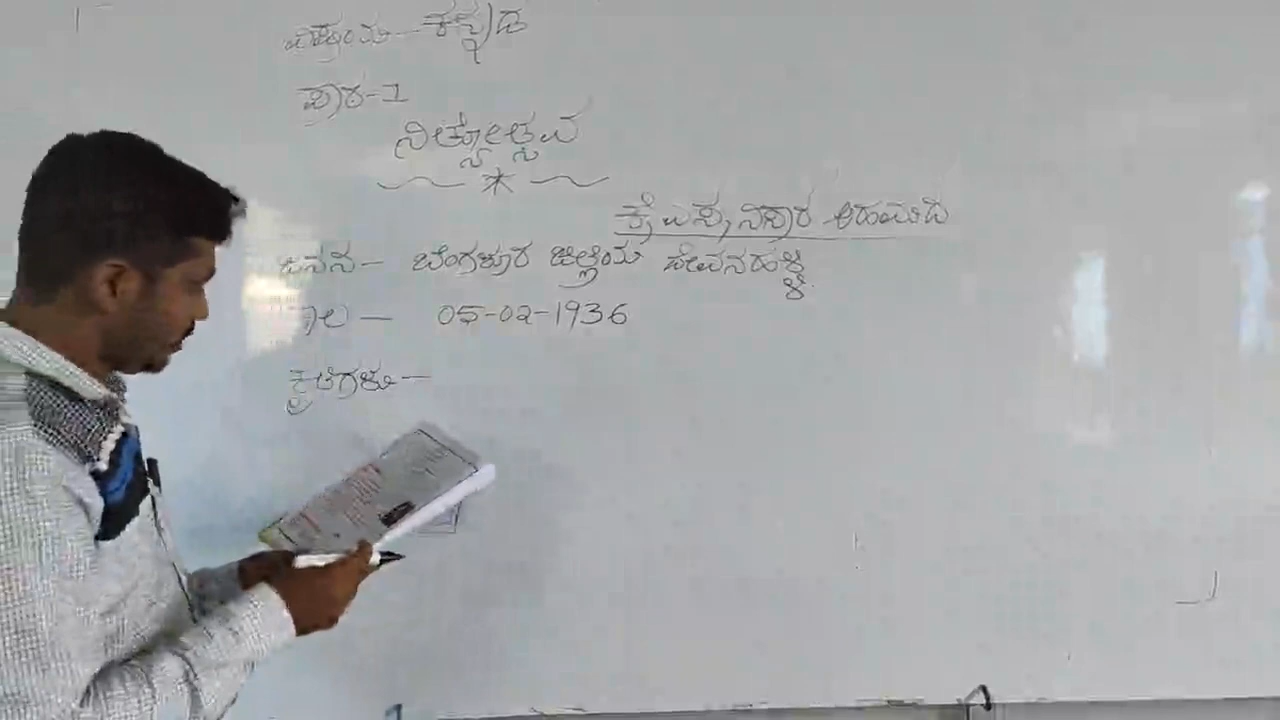 ವಿಷಯ - ಕನ್ನಡ
ಪಾಠ-1
ನಿತ್ಯೋತ್ಸವ
ಕೆ ಎಸ್ ನಿಸಾರ ಅಹಮದ
ಜನನ - ಬೆಂಗಳೂರ ಜಿಲ್ಲೆಯ ದೇವನಹಳ್ಳಿ
05-02-1936
ಕೃತಿಗಳು -